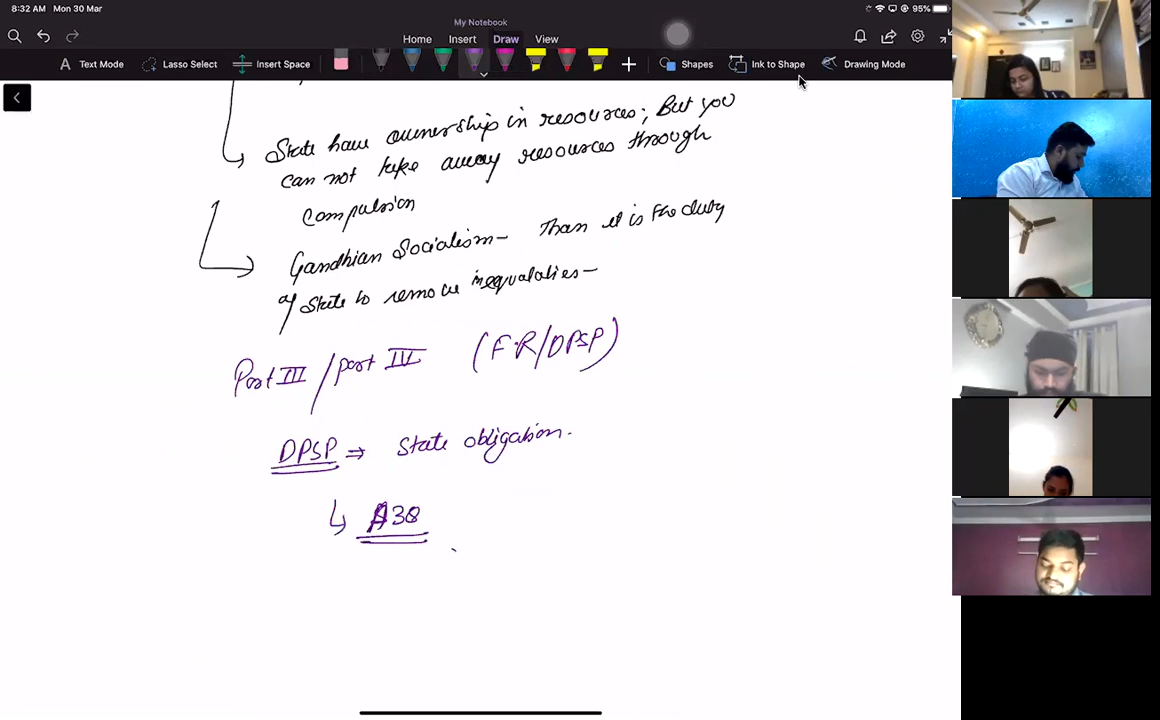 8:32 AM Mon 30 Mar
95%
My Notebook
Home Insert Draw View
Text Mode Lasso Select Insert Space Shapes Ink to Shape Drawing Mode
State have ownership in resources; But you
can not take away resources through
Compulsion
Gandhian Socialism- Than it is the duty
of State to remove inequalaties-
Part III / part IV (F.R/DPSP)
DPSP ⇒ State obligation.
↳ A38